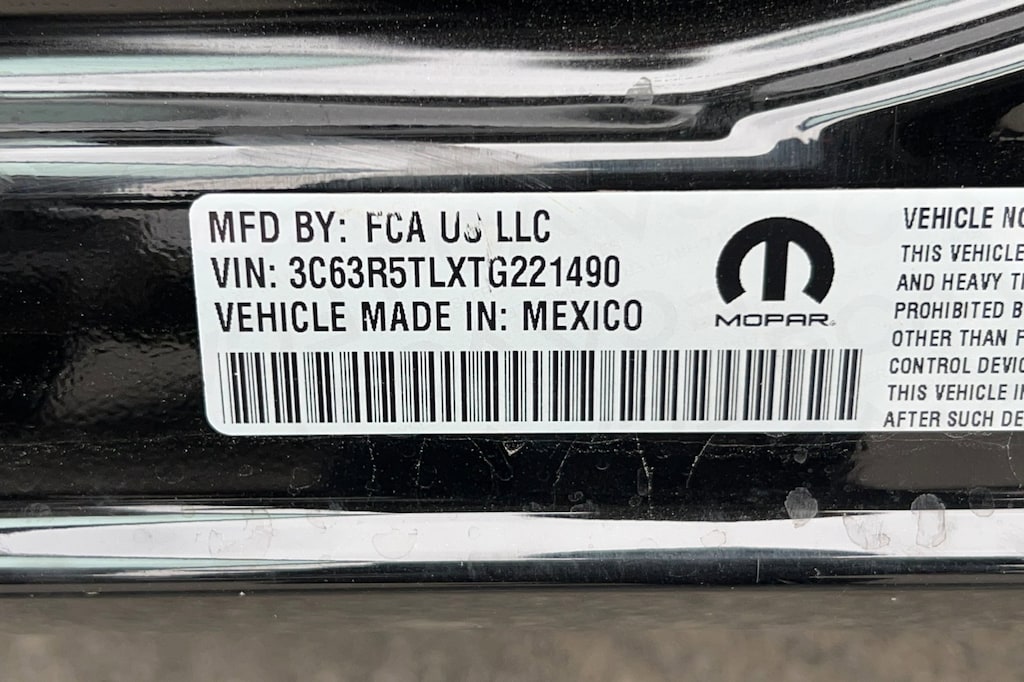 MFD BY: FCA US LLC
VIN: 3C63R5TLXTG221490
VEHICLE MADE IN: MEXICO
MOPAR
VEHICLE
THIS VEHICLE
AND HEAVY
PROHIBITED
OTHER THAN
CONTROL
THIS VEHICLE
AFTER SUCH